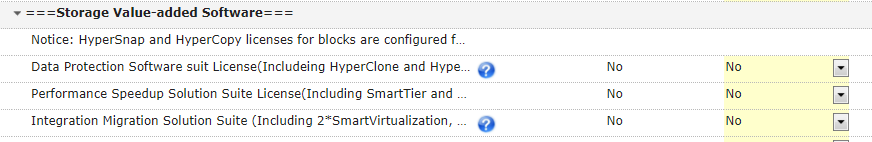 ===Storage Value-added Software===
Notice: HyperSnap and HyperCopy licenses for blocks are configured f...
Data Protection Software suit License(Includeing HyperClone and Hype... No No
Performance Speedup Solution Suite License(Including SmartTier and ... No No
Integration Migration Solution Suite (Including 2*SmartVirtualization, ... No No